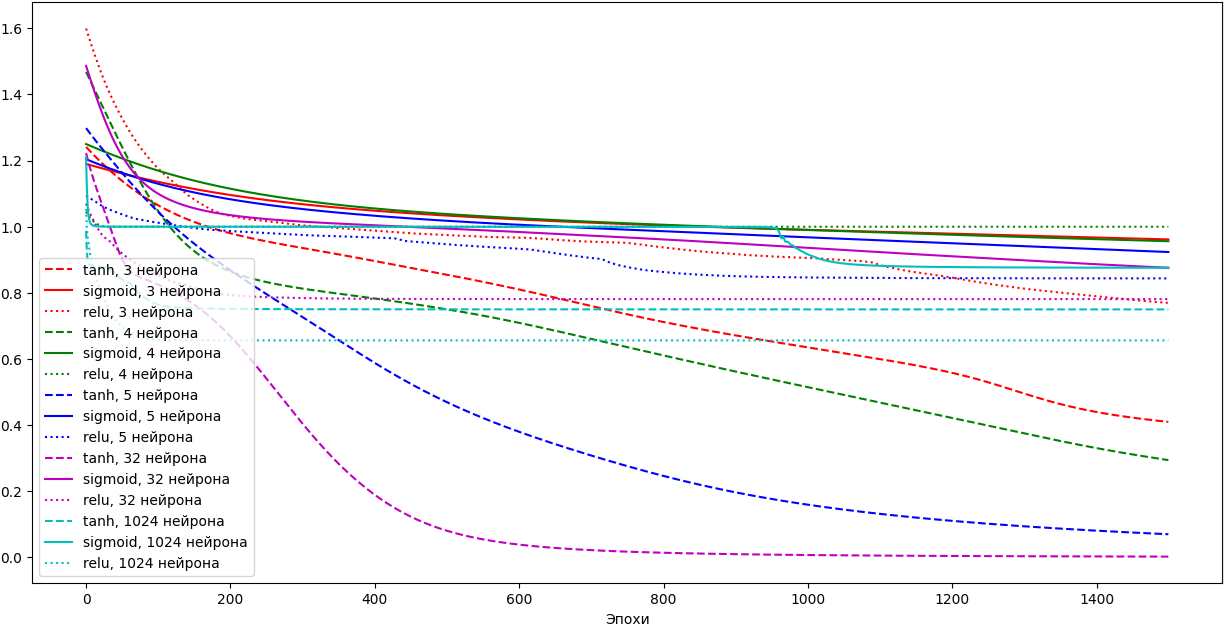 1.6
1.4
1.2
1.0
0.8
0.6
0.4
0.2
0.0
tanh, 3 нейрона
sigmoid, 3 нейрона
relu, 3 нейрона
tanh, 4 нейрона
sigmoid, 4 нейрона
relu, 4 нейрона
tanh, 5 нейрона
sigmoid, 5 нейрона
relu, 5 нейрона
tanh, 32 нейрона
sigmoid, 32 нейрона
relu, 32 нейрона
tanh, 1024 нейрона
sigmoid, 1024 нейрона
relu, 1024 нейрона
0 200 400 600 800 1000 1200 1400
Эпохи